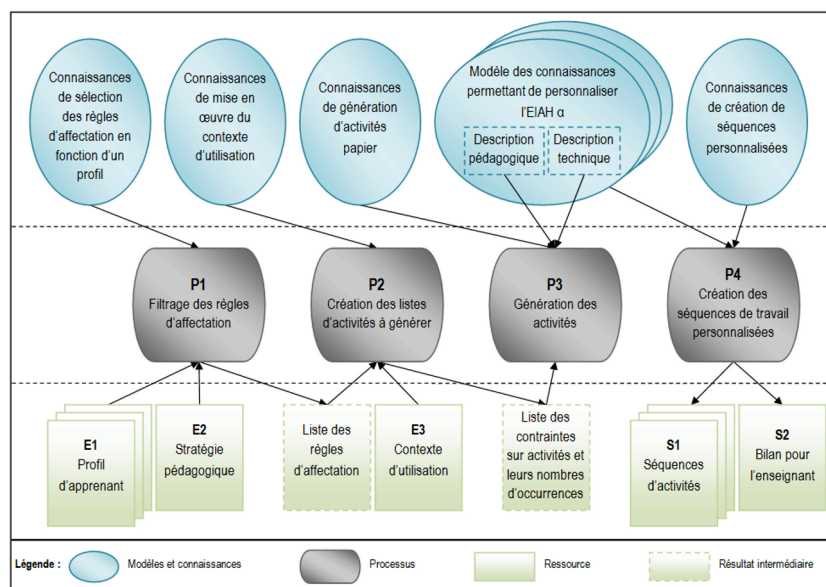 Connaissances
de sélection
des règles
d'affectation en
fonction d'un
profil
Connaissances
de mise en
œuvre du
contexte
d'utilisation
Connaissances
de génération
d'activités
papier
Modèle des connaissances
permettant de personnaliser
l'EIAH α
Description
pédagogique
Description
technique
Connaissances
de création de
séquences
personnalisées
P1
Filtrage des règles
d'affectation
P2
Création des listes
d'activités à générer
P3
Génération des
activités
P4
Création des
séquences de travail
personnalisées
E1
Profil
d'apprenant
E2
Stratégie
pédagogique
Liste des
règles
d'affectation
E3
Contexte
d'utilisation
Liste des
contraintes
sur activités et
leurs nombres
d'occurrences
S1
Séquences
d'activités
S2
Bilan pour
l'enseignant
Légende : Modèles et connaissances Processus Ressource Résultat intermédiaire